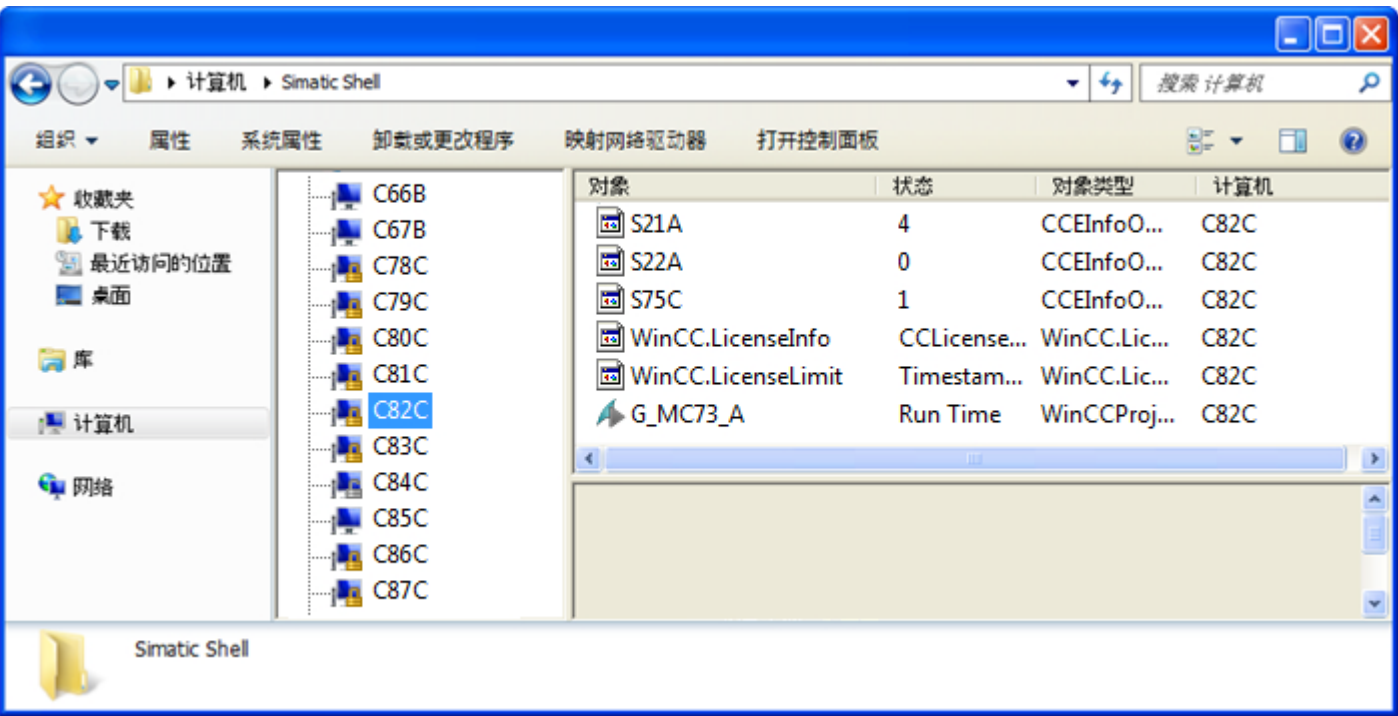 计算机 Simatic Shell 搜索 计算机
组织 属性 系统属性 卸载或更改程序 映射网络驱动器 打开控制面板
收藏夹
下载
最近访问的位置
桌面
库
计算机
网络
C66B
C67B
C78C
C79C
C80C
C81C
C82C
C83C
C84C
C85C
C86C
C87C
对象 状态 对象类型 计算机
S21A 4 CCEInfoO... C82C
S22A 0 CCEInfoO... C82C
S75C 1 CCEInfoO... C82C
WinCC.LicenseInfo CCLicense... WinCC.Lic... C82C
WinCC.LicenseLimit Timestam... WinCC.Lic... C82C
G_MC73_A Run Time WinCCProj... C82C
Simatic Shell